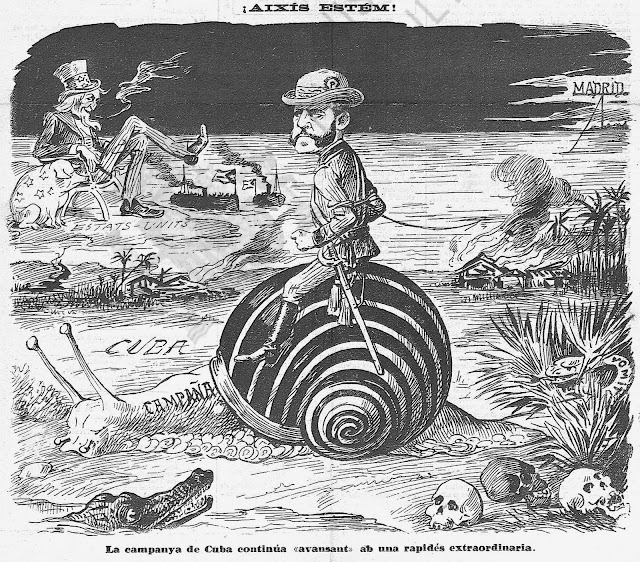 ¡AIXÍS ESTÉM!
MADRID
ESTATS-UNITS
CUBA
CAMPAÑA
La campanya de Cuba continúa «avansant» ab una rapidés extraordinaria.